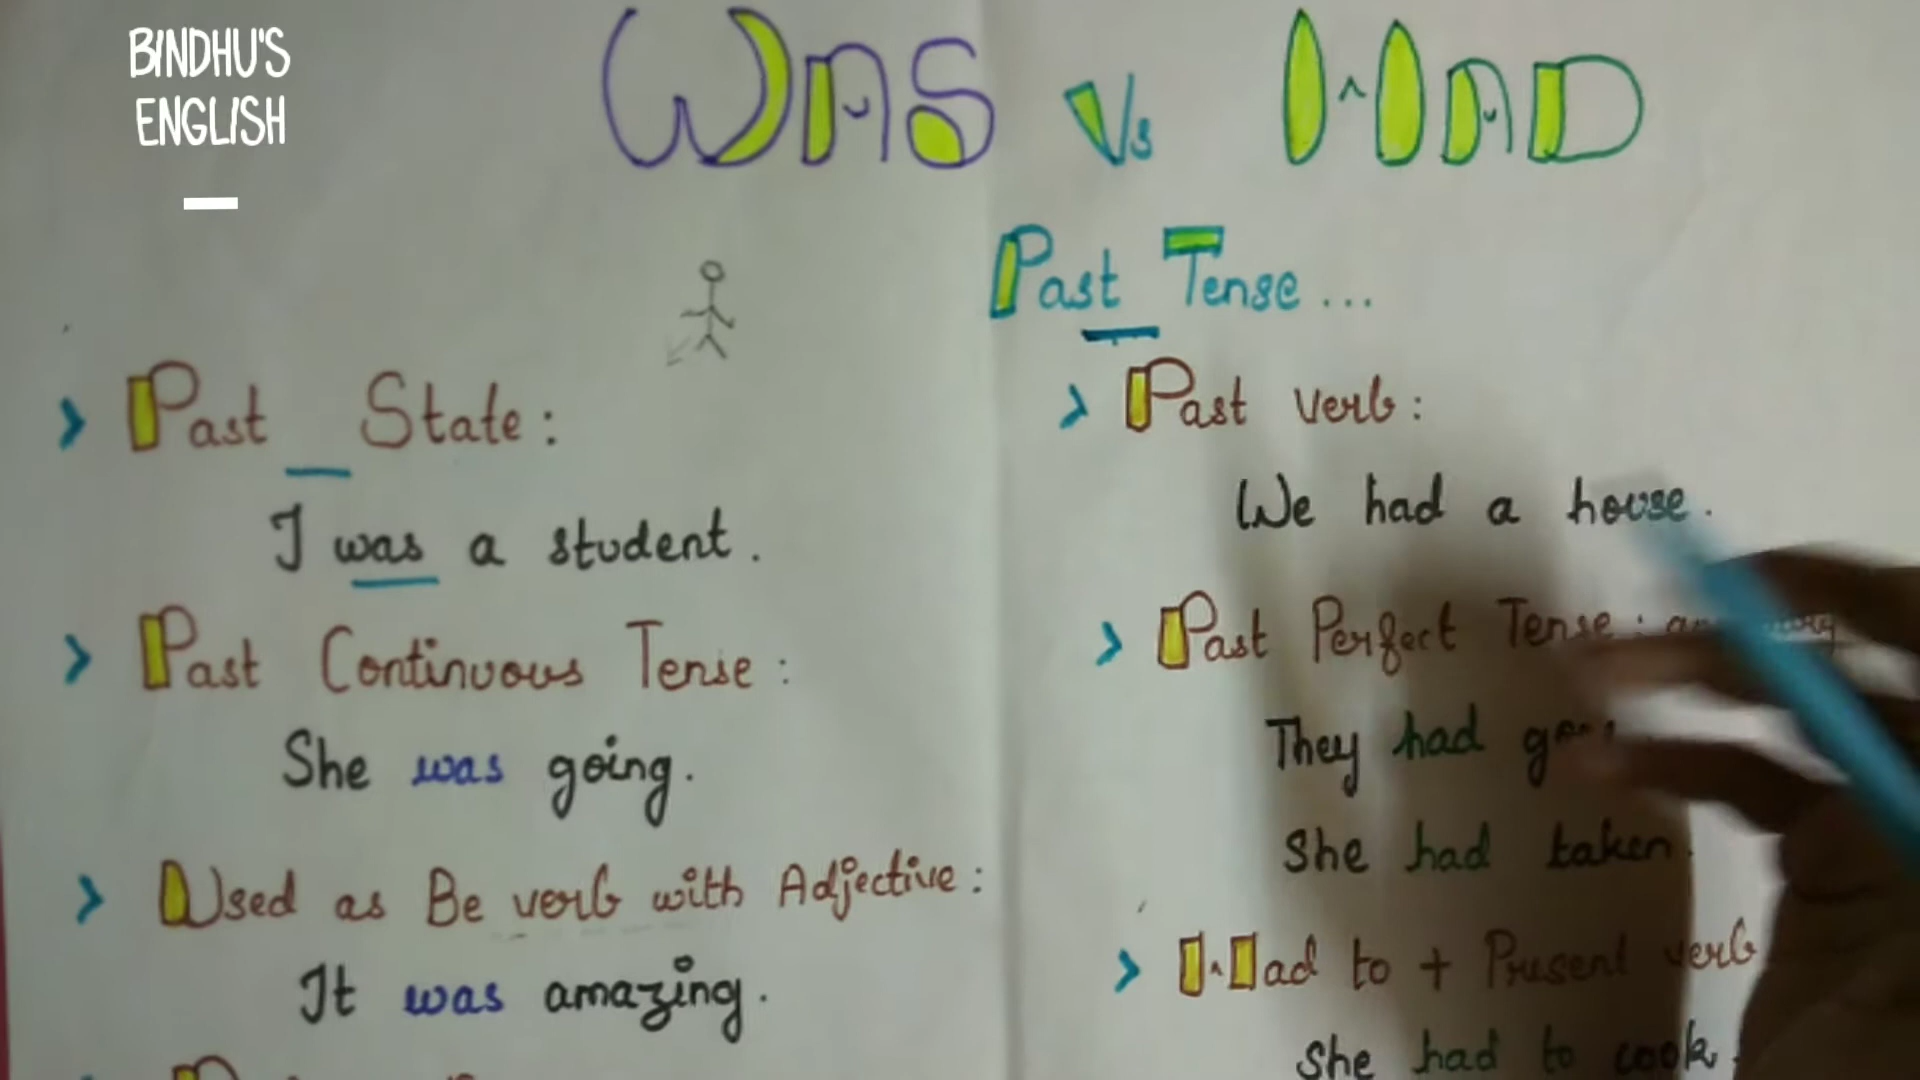 BINDHU'S
ENGLISH
WAS Vs HAD
Past Tense...
> Past State:
I was a student.
> Past Continuous Tense:
She was going.
> Used as Be verb with Adjective:
It was amazing.
> Past verb:
We had a house.
> Past Perfect Tense:
They had
She had taken.
> Had to + Present verb
She had to cook.